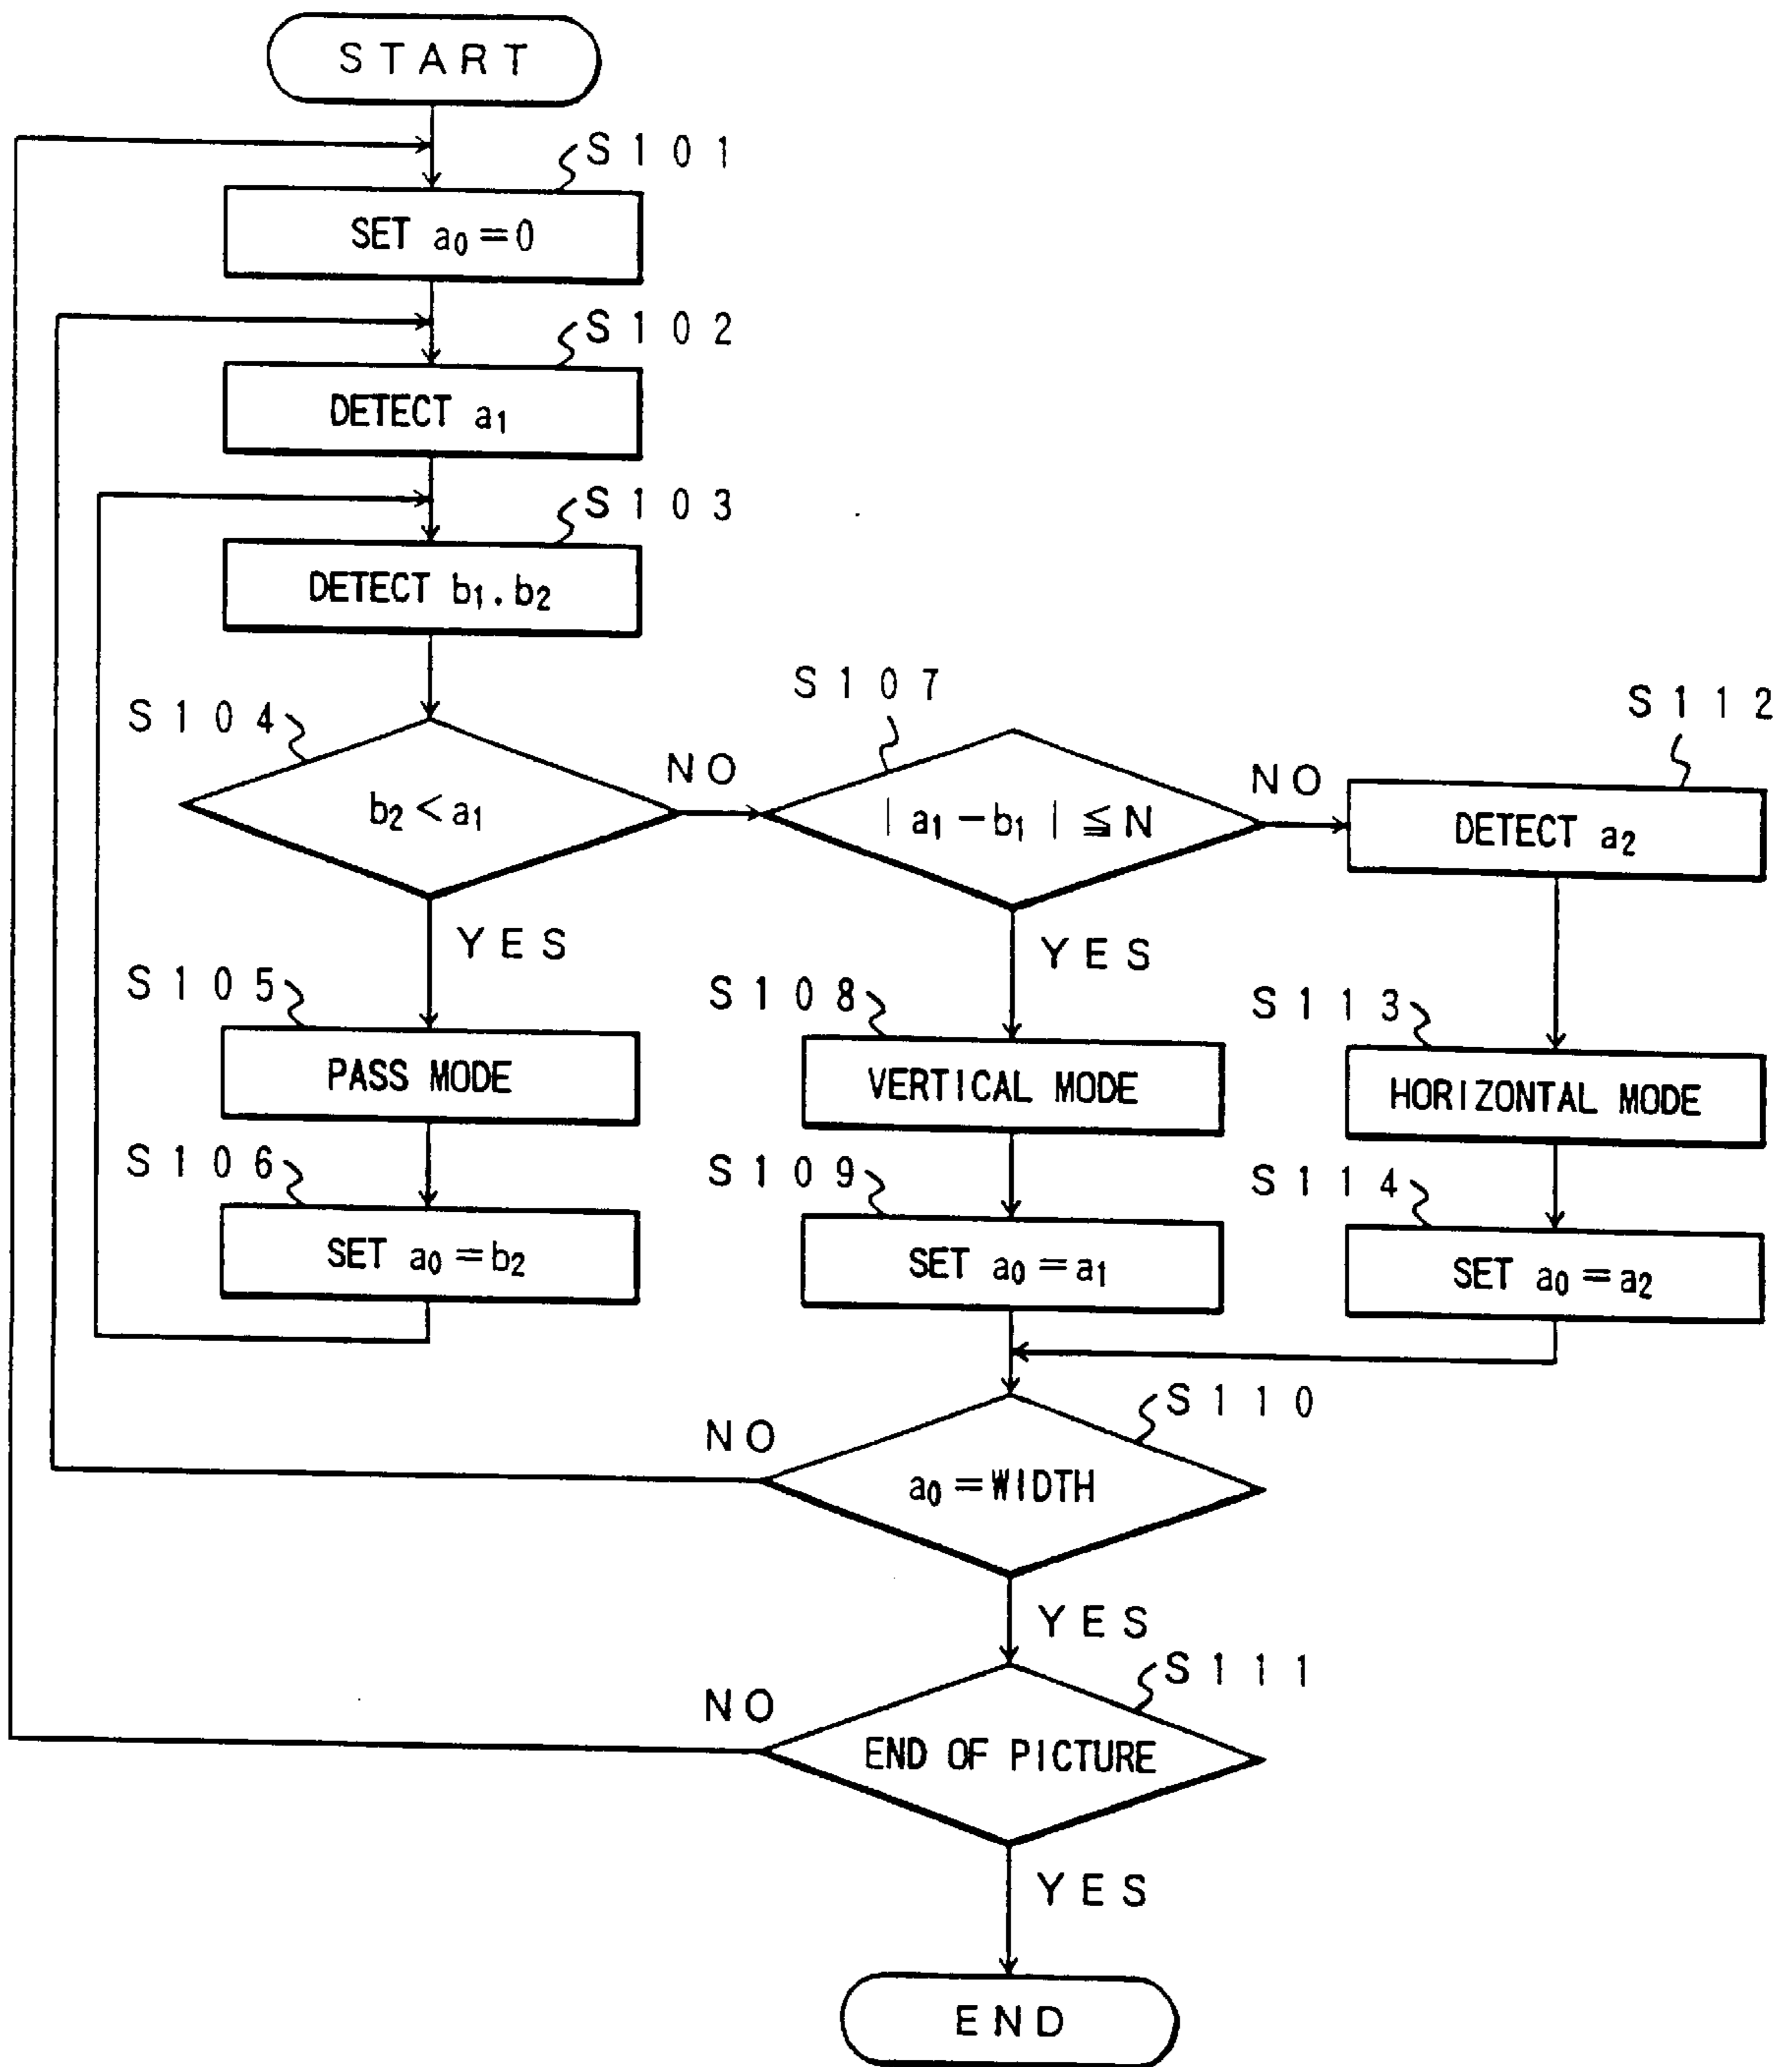 START
S101
SET a₀=0
S102
DETECT a₁
S103
DETECT b₁.b₂
S104
b₂<a₁
NO
S107
|a₁−b₁|≦N
NO
S112
DETECT a₂
YES
S105
PASS MODE
S106
SET a₀=b₂
YES
S108
VERTICAL MODE
S109
SET a₀=a₁
S113
HORIZONTAL MODE
S114
SET a₀=a₂
S110
NO
a₀=WIDTH
YES
S111
NO
END OF PICTURE
YES
END